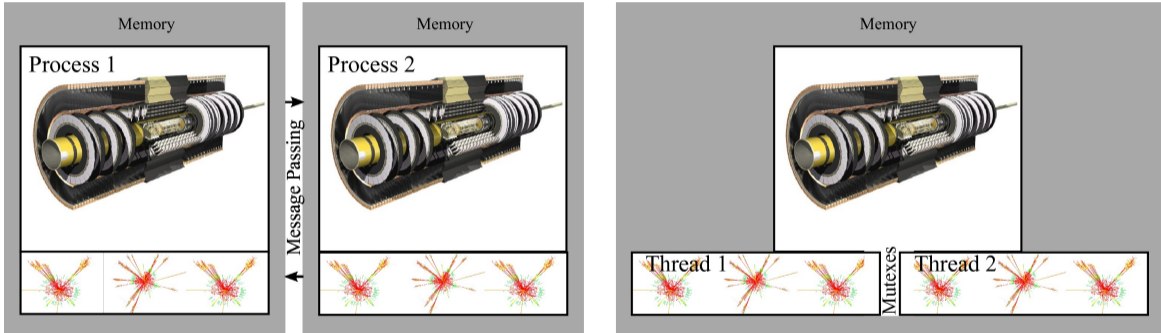 Memory
Process 1
Message Passing
Memory
Process 2
Memory
Thread 1
Mutexes
Thread 2